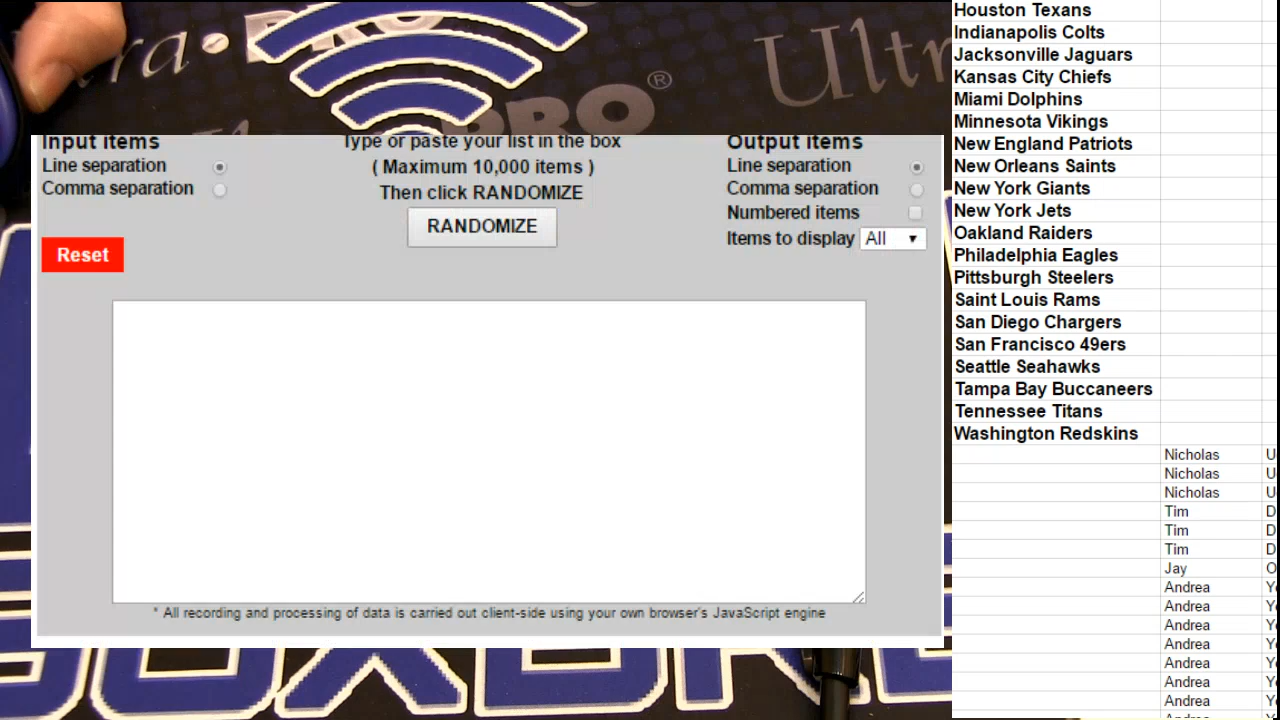 ra PRO Ultr
PRO ®
Input Items
Line separation
Comma separation
Reset
Type or paste your list in the box
( Maximum 10,000 items )
Then click RANDOMIZE
RANDOMIZE
Output Items
Line separation
Comma separation
Numbered items
Items to display All
* All recording and processing of data is carried out client-side using your own browser's JavaScript engine
BOXBRE
Houston Texans
Indianapolis Colts
Jacksonville Jaguars
Kansas City Chiefs
Miami Dolphins
Minnesota Vikings
New England Patriots
New Orleans Saints
New York Giants
New York Jets
Oakland Raiders
Philadelphia Eagles
Pittsburgh Steelers
Saint Louis Rams
San Diego Chargers
San Francisco 49ers
Seattle Seahawks
Tampa Bay Buccaneers
Tennessee Titans
Washington Redskins
Nicholas U
Nicholas U
Nicholas U
Tim D
Tim D
Tim D
Jay O
Andrea Y
Andrea Y
Andrea Y
Andrea Y
Andrea Y
Andrea Y
Andrea Y